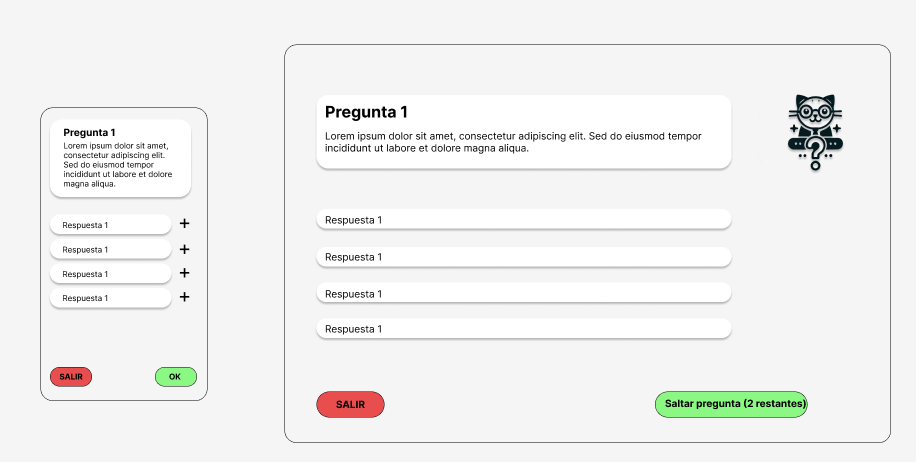 Pregunta 1
Lorem ipsum dolor sit amet,
consectetur adipiscing elit.
Sed do eiusmod tempor
incididunt ut labore et dolore
magna aliqua.
Respuesta 1
+
Respuesta 1
+
Respuesta 1
+
Respuesta 1
+
SALIR
OK
Pregunta 1
Lorem ipsum dolor sit amet, consectetur adipiscing elit. Sed do eiusmod tempor
incididunt ut labore et dolore magna aliqua.
?
Respuesta 1
Respuesta 1
Respuesta 1
Respuesta 1
SALIR
Saltar pregunta (2 restantes)